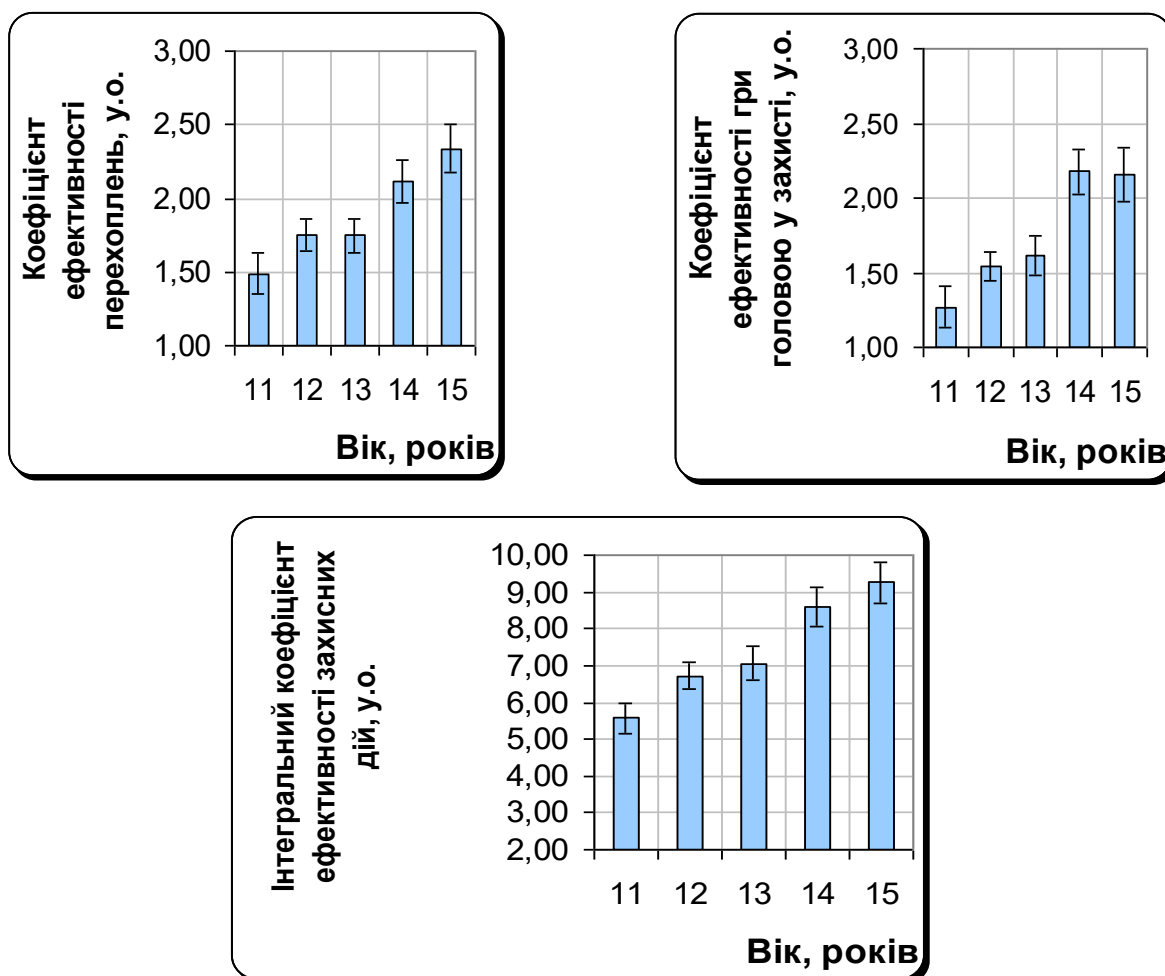 Коефіцієнт
ефективності
перехоплень, у.о.
3,00
2,50
2,00
1,50
1,00
11 12 13 14 15
Вік, років
Коефіцієнт
ефективності гри
головою у захисті, у.о.
3,00
2,50
2,00
1,50
1,00
11 12 13 14 15
Вік, років
Інтегральний коефіцієнт
ефективності захисних
дій, у.о.
10,00
9,00
8,00
7,00
6,00
5,00
4,00
3,00
2,00
11 12 13 14 15
Вік, років